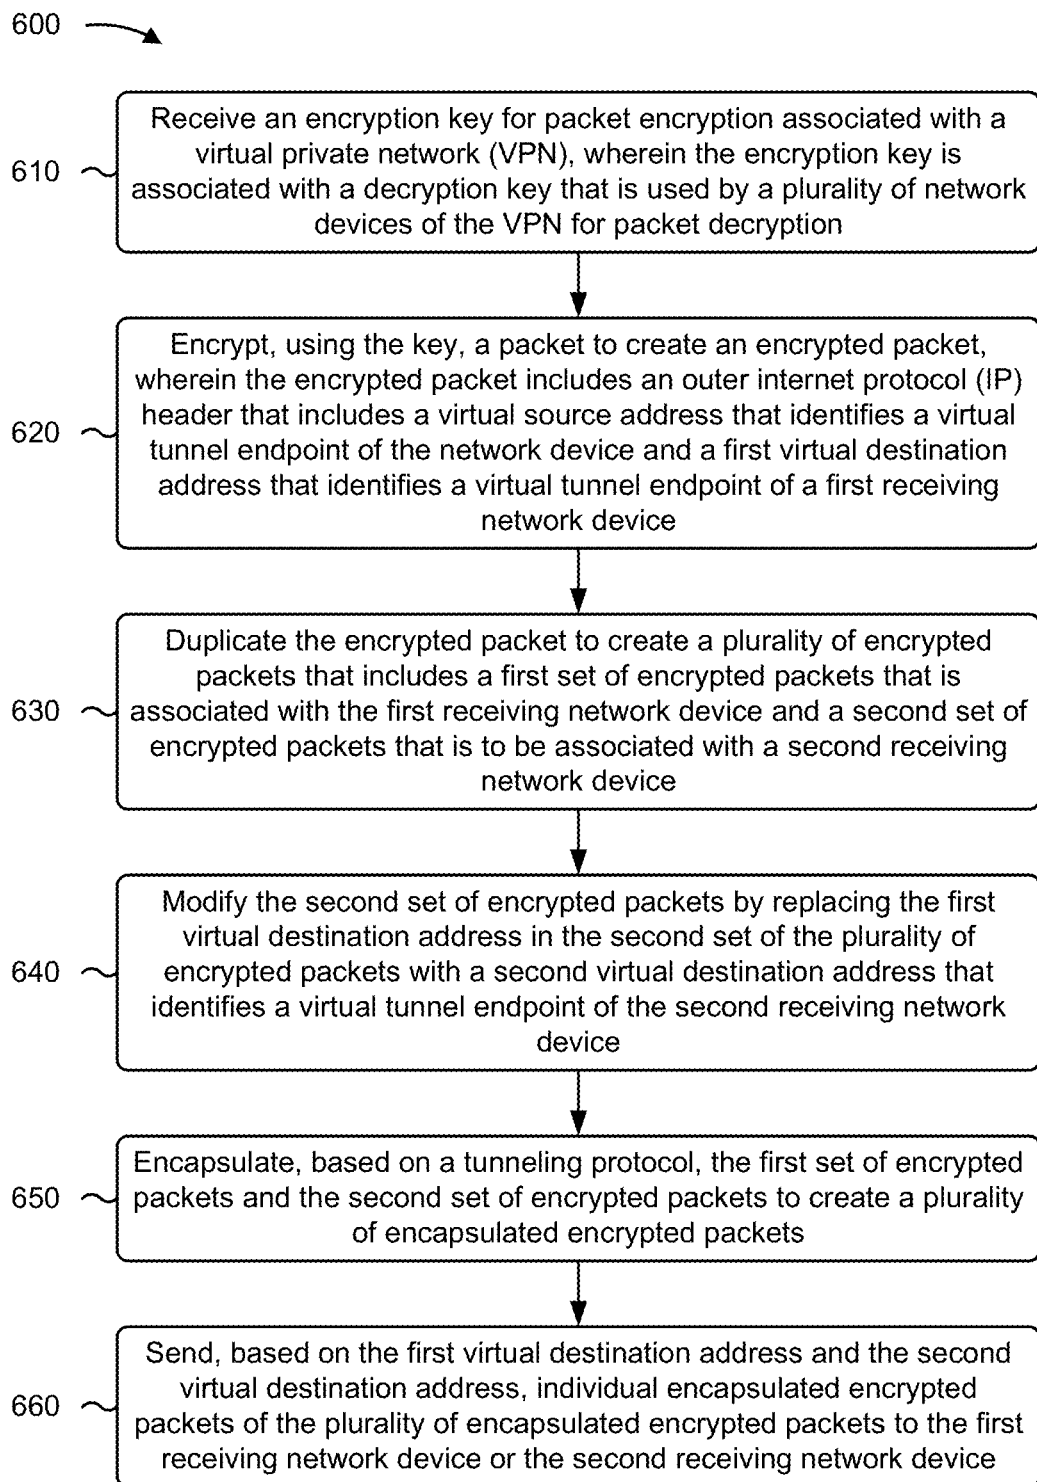 600
Receive an encryption key for packet encryption associated with a
virtual private network (VPN), wherein the encryption key is
610
associated with a decryption key that is used by a plurality of network
devices of the VPN for packet decryption
Encrypt, using the key, a packet to create an encrypted packet,
wherein the encrypted packet includes an outer internet protocol (IP)
header that includes a virtual source address that identifies a virtual
620
tunnel endpoint of the network device and a first virtual destination
address that identifies a virtual tunnel endpoint of a first receiving
network device
Duplicate the encrypted packet to create a plurality of encrypted
packets that includes a first set of encrypted packets that is
630
associated with the first receiving network device and a second set of
encrypted packets that is to be associated with a second receiving
network device
Modify the second set of encrypted packets by replacing the first
virtual destination address in the second set of the plurality of
640
encrypted packets with a second virtual destination address that
identifies a virtual tunnel endpoint of the second receiving network
device
Encapsulate, based on a tunneling protocol, the first set of encrypted
650
packets and the second set of encrypted packets to create a plurality
of encapsulated encrypted packets
Send, based on the first virtual destination address and the second
virtual destination address, individual encapsulated encrypted
660
packets of the plurality of encapsulated encrypted packets to the first
receiving network device or the second receiving network device